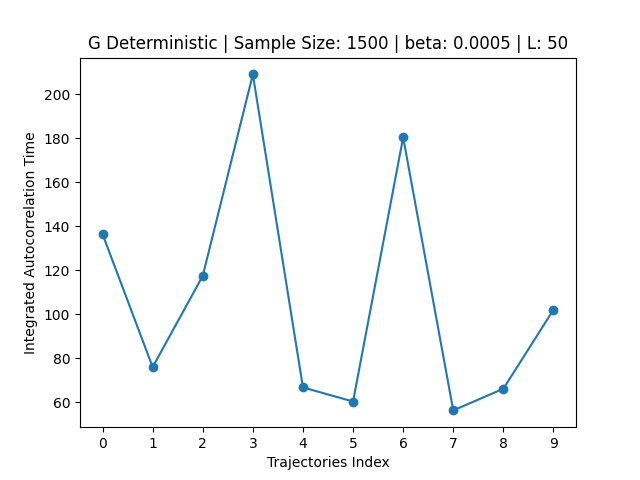 G Deterministic | Sample Size: 1500 | beta: 0.0005 | L: 50
Integrated Autocorrelation Time
200
180
160
140
120
100
80
60
0 1 2 3 4 5 6 7 8 9
Trajectories Index